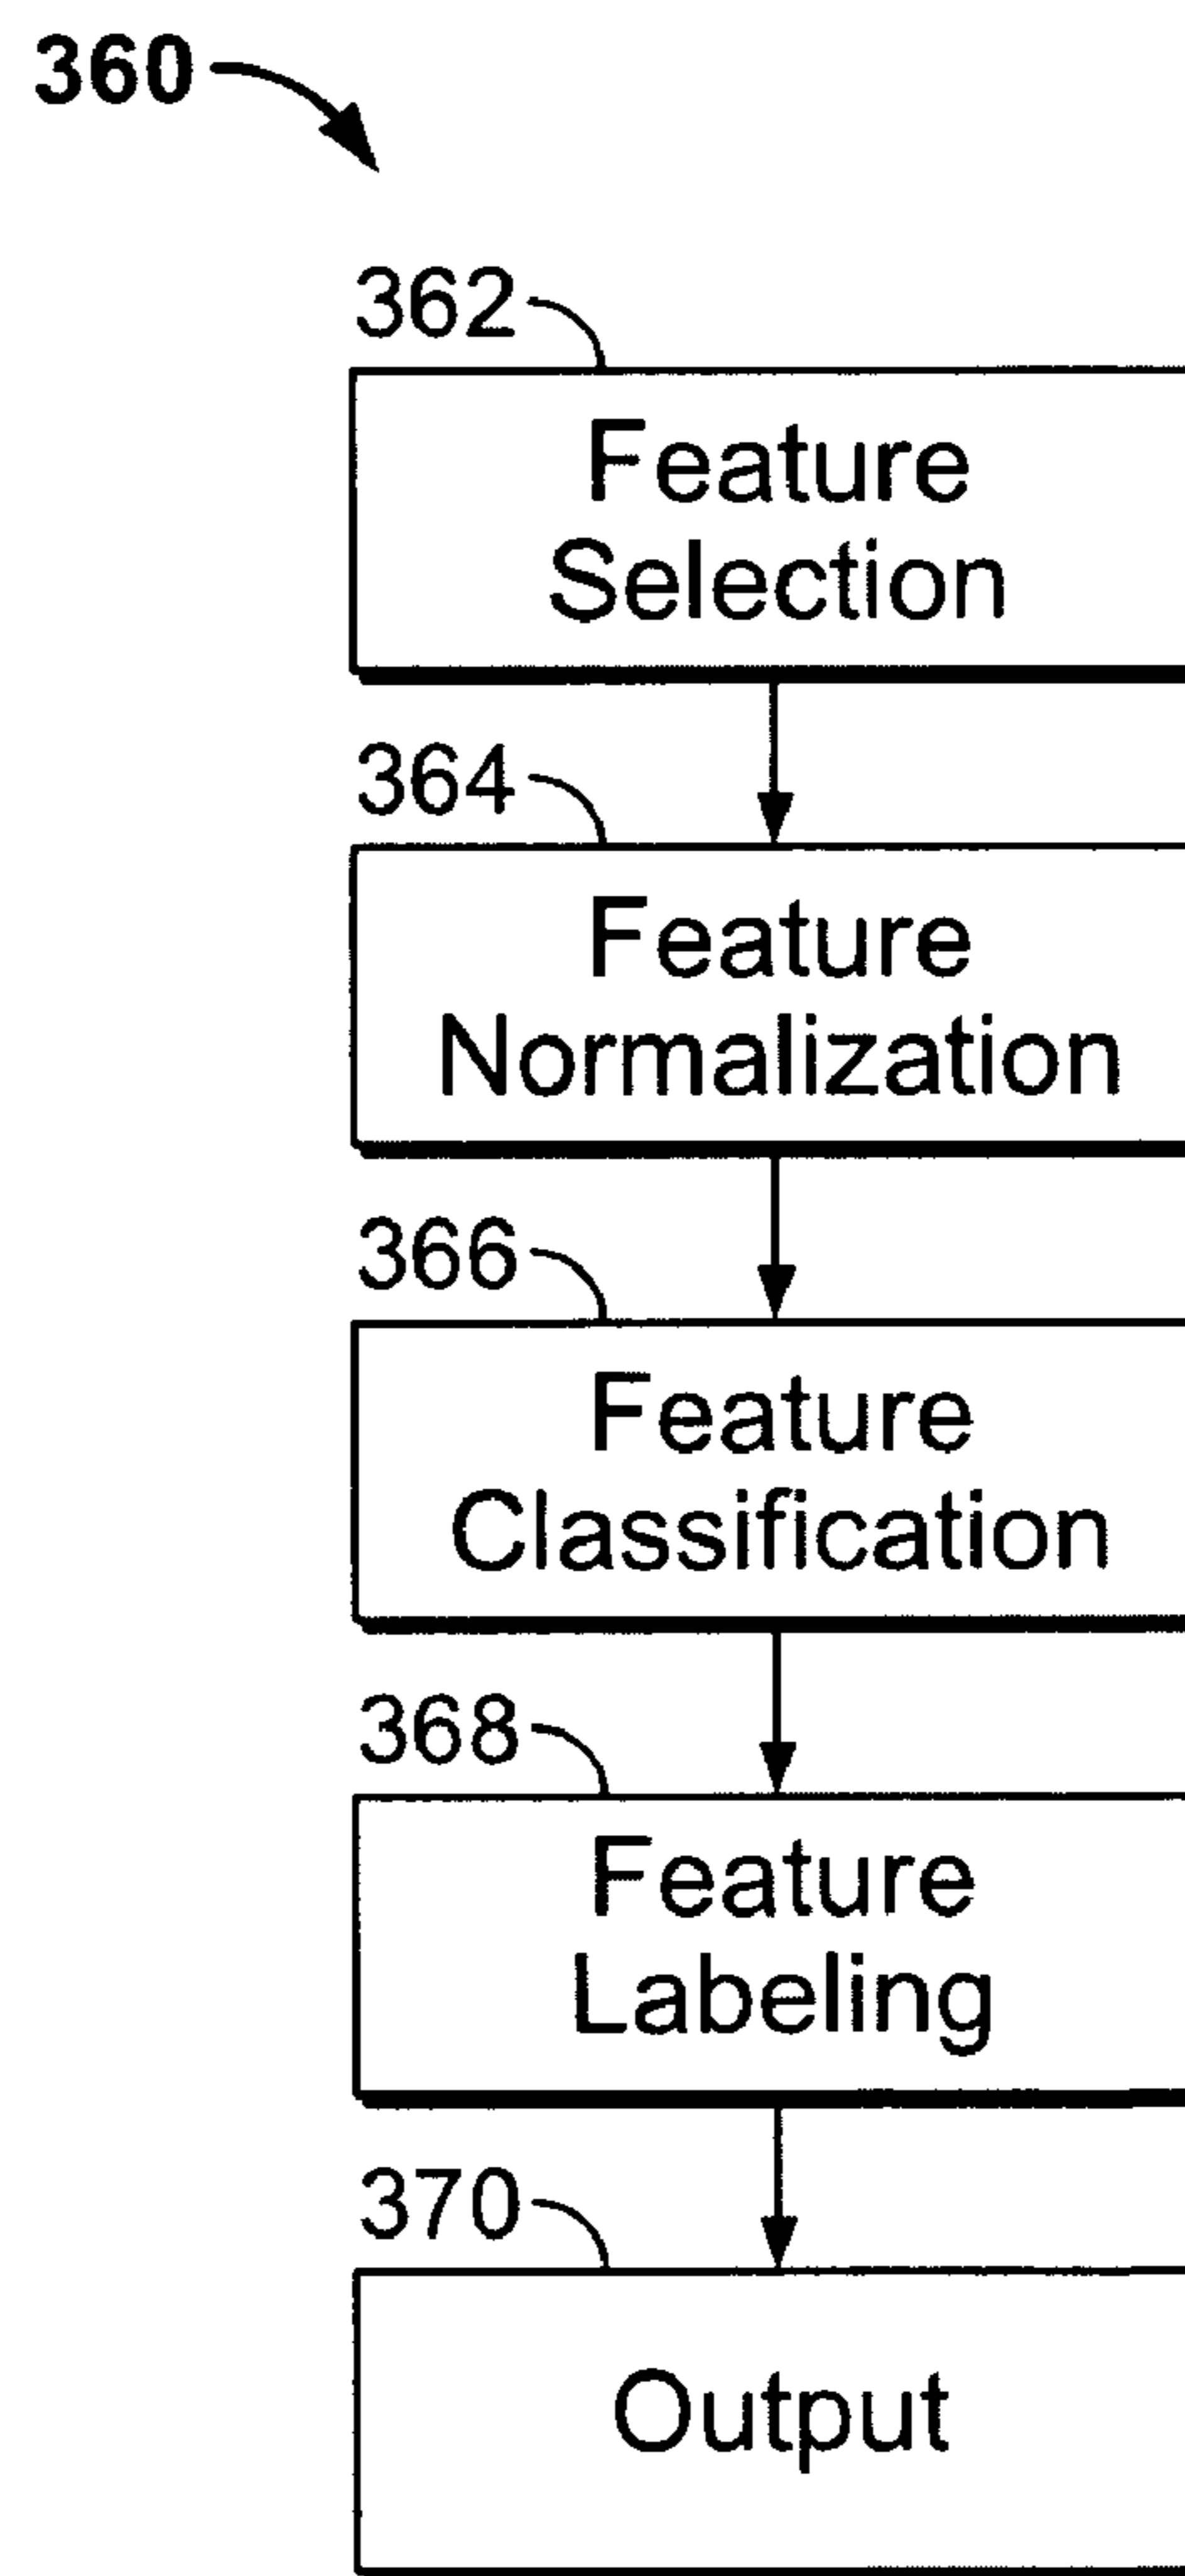 360
362
Feature
Selection
364
Feature
Normalization
366
Feature
Classification
368
Feature
Labeling
370
Output